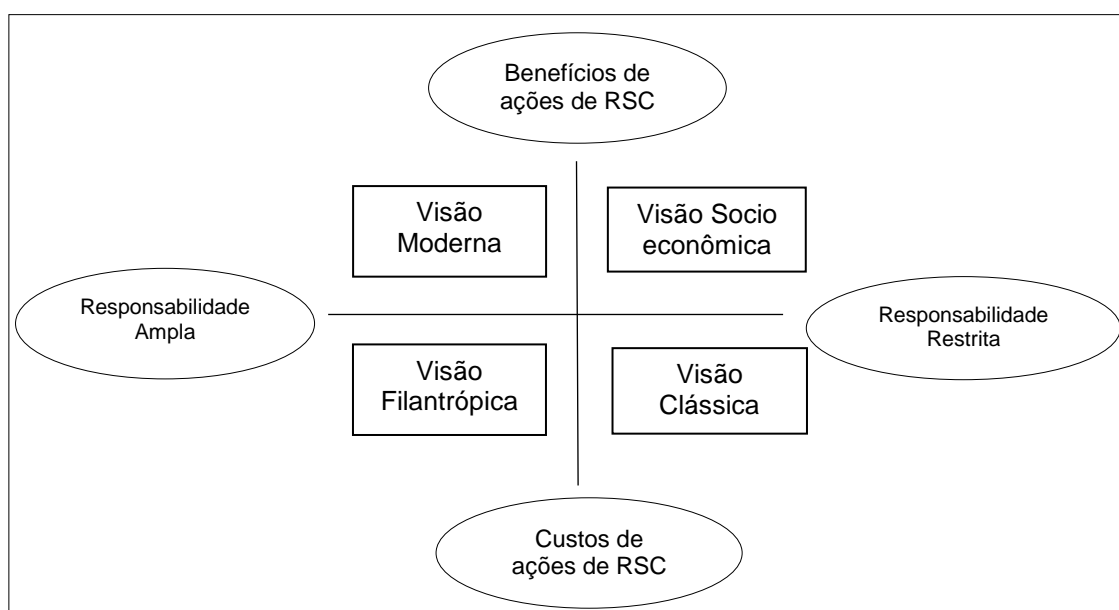 Benefícios de
ações de RSC
Visão
Moderna
Visão Socio
econômica
Responsabilidade
Ampla
Responsabilidade
Restrita
Visão
Filantrópica
Visão
Clássica
Custos de
ações de RSC